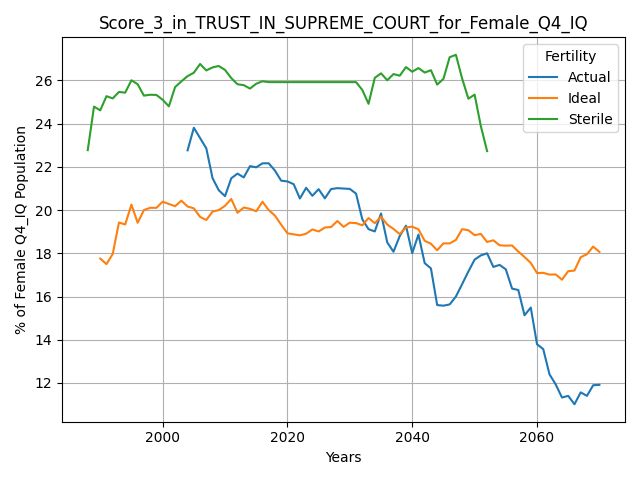 Score_3_in_TRUST_IN_SUPREME_COURT_for_Female_Q4_IQ
% of Female Q4_IQ Population
26
24
22
20
18
16
14
12
Fertility
Actual
Ideal
Sterile
2000
2020
2040
2060
Years